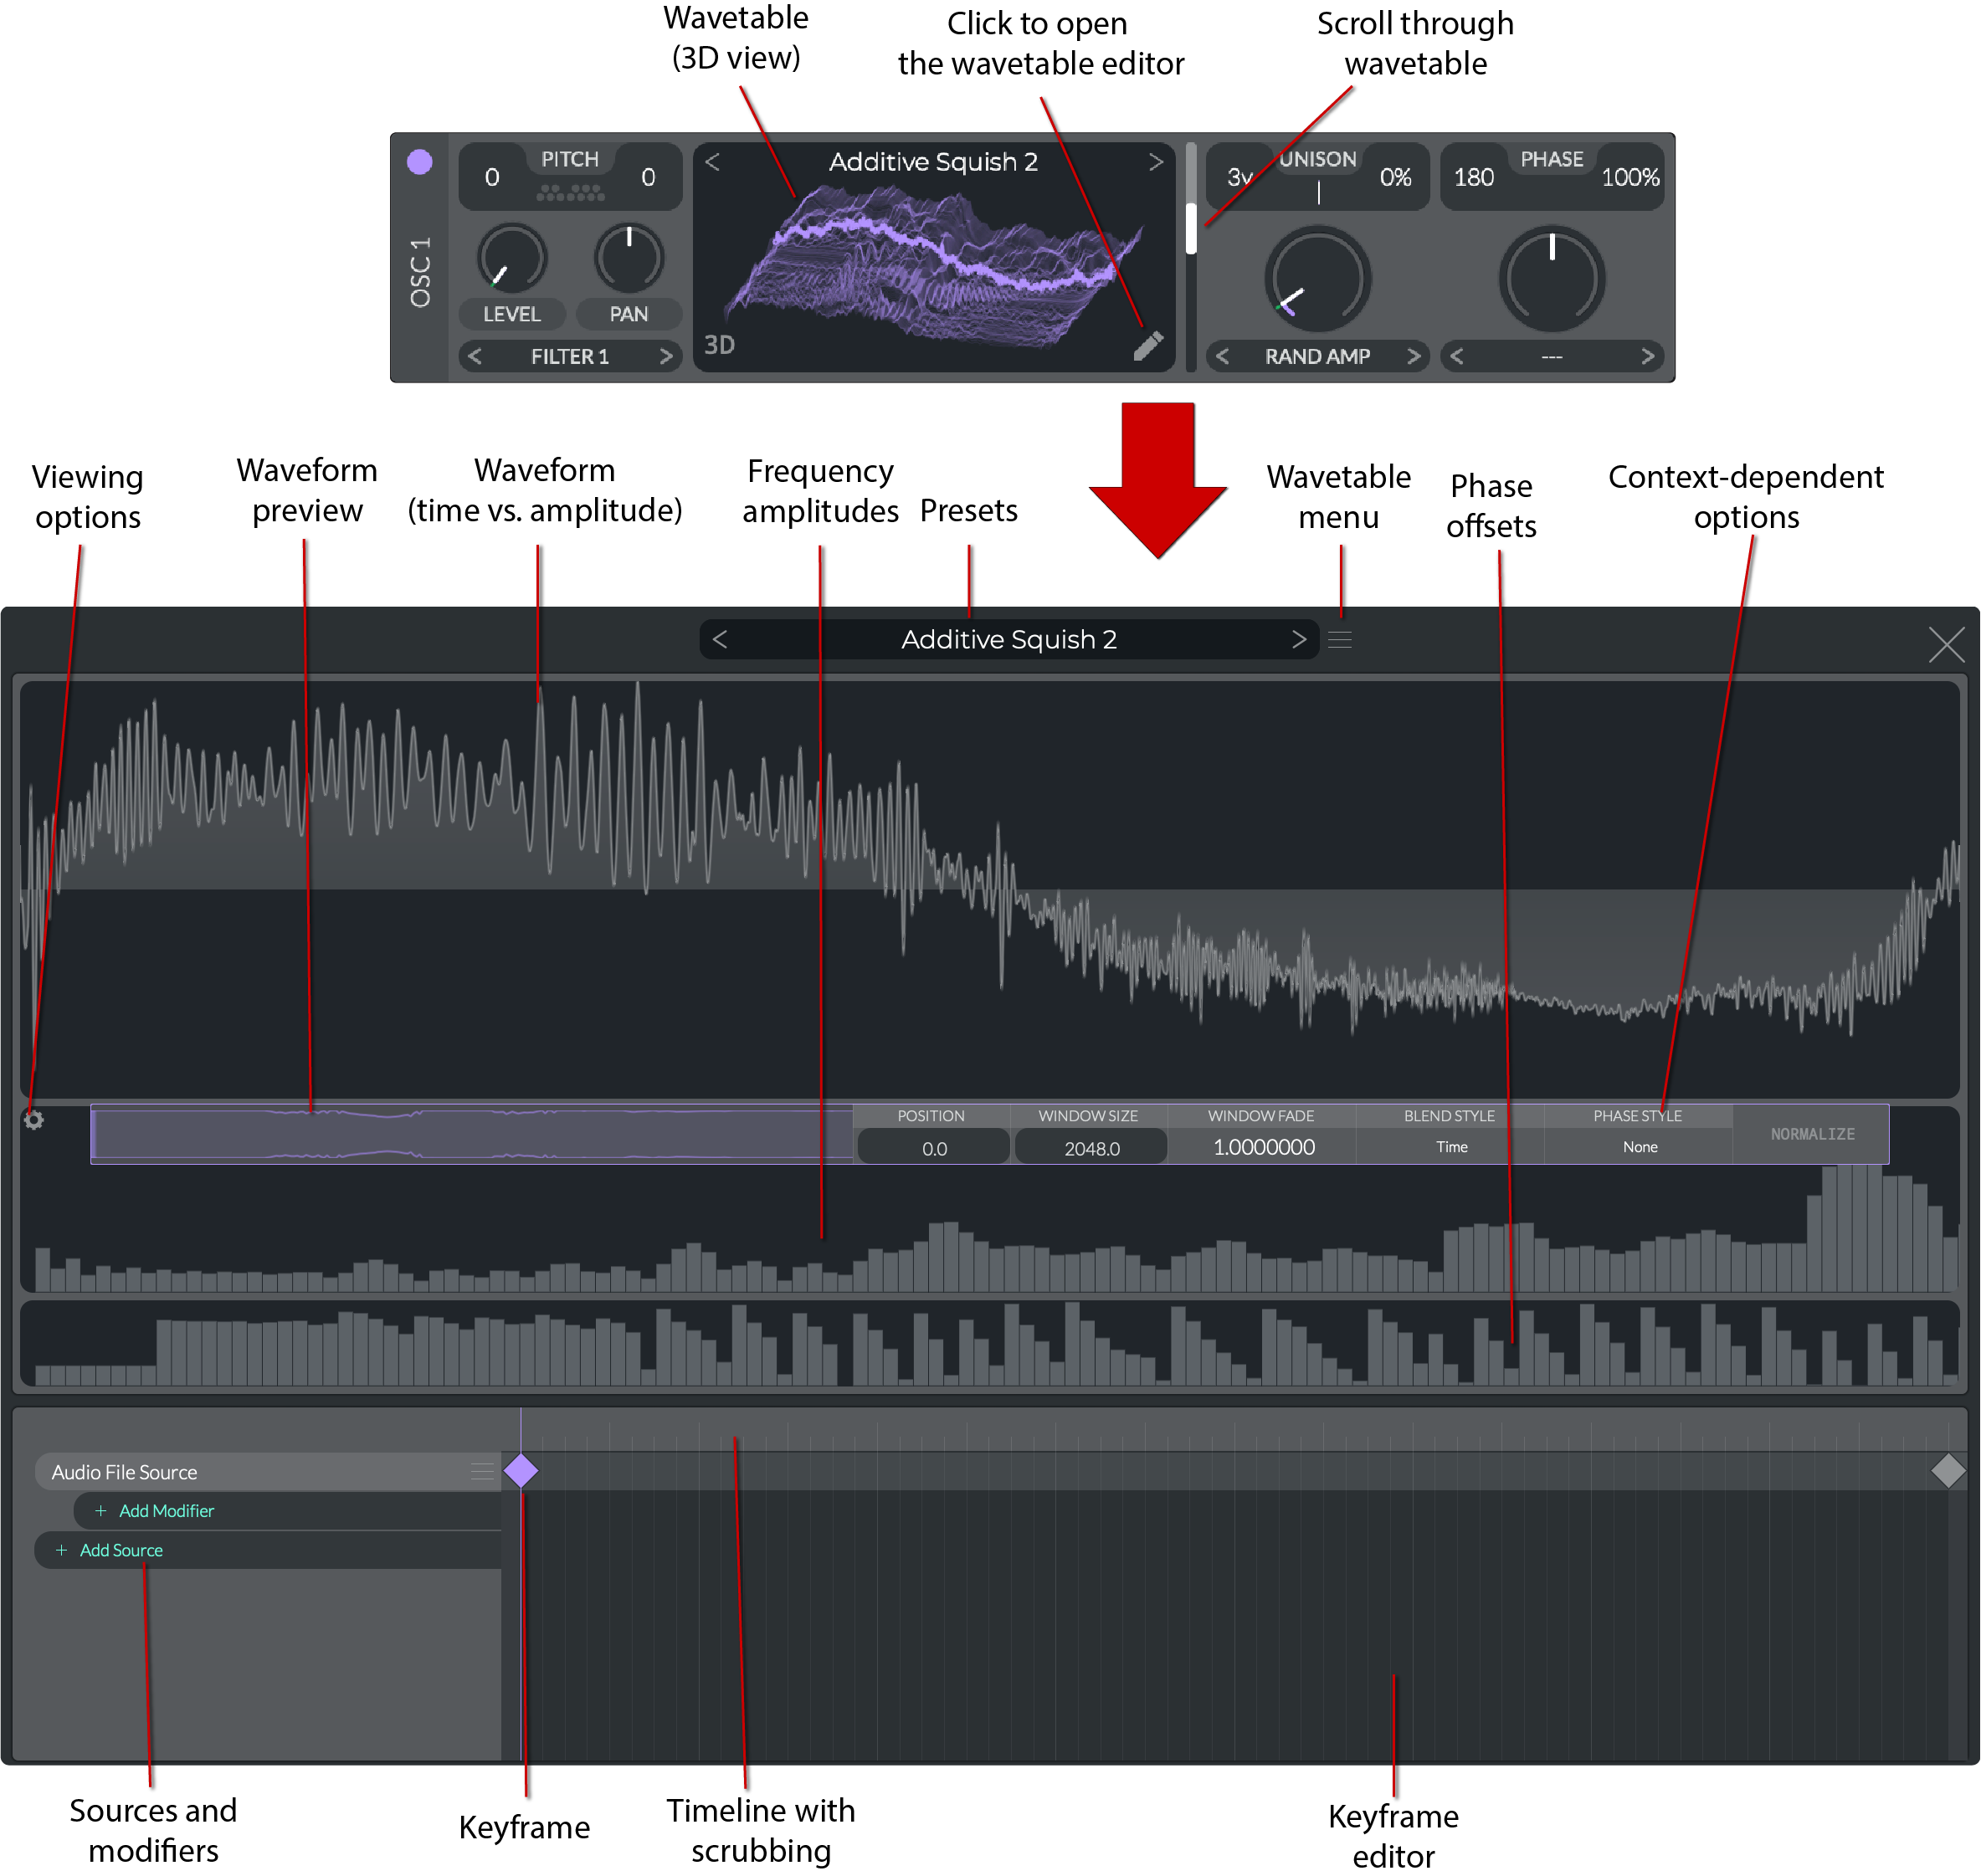 Wavetable
(3D view)
Click to open
the wavetable editor
Scroll through
wavetable
OSC 1
0
PITCH
0
LEVEL
PAN
< FILTER 1 >
< Additive Squish 2 >
3D
3v
UNISON
0%
< RAND AMP >
180
PHASE
100%
< --- >
Viewing
options
Waveform
preview
Waveform
(time vs. amplitude)
Frequency
amplitudes
Presets
Wavetable
menu
Phase
offsets
Context-dependent
options
< Additive Squish 2 >
POSITION
0.0
WINDOW SIZE
2048.0
WINDOW FADE
1.0000000
BLEND STYLE
Time
PHASE STYLE
None
NORMALIZE
Audio File Source
+ Add Modifier
+ Add Source
Sources and
modifiers
Keyframe
Timeline with
scrubbing
Keyframe
editor